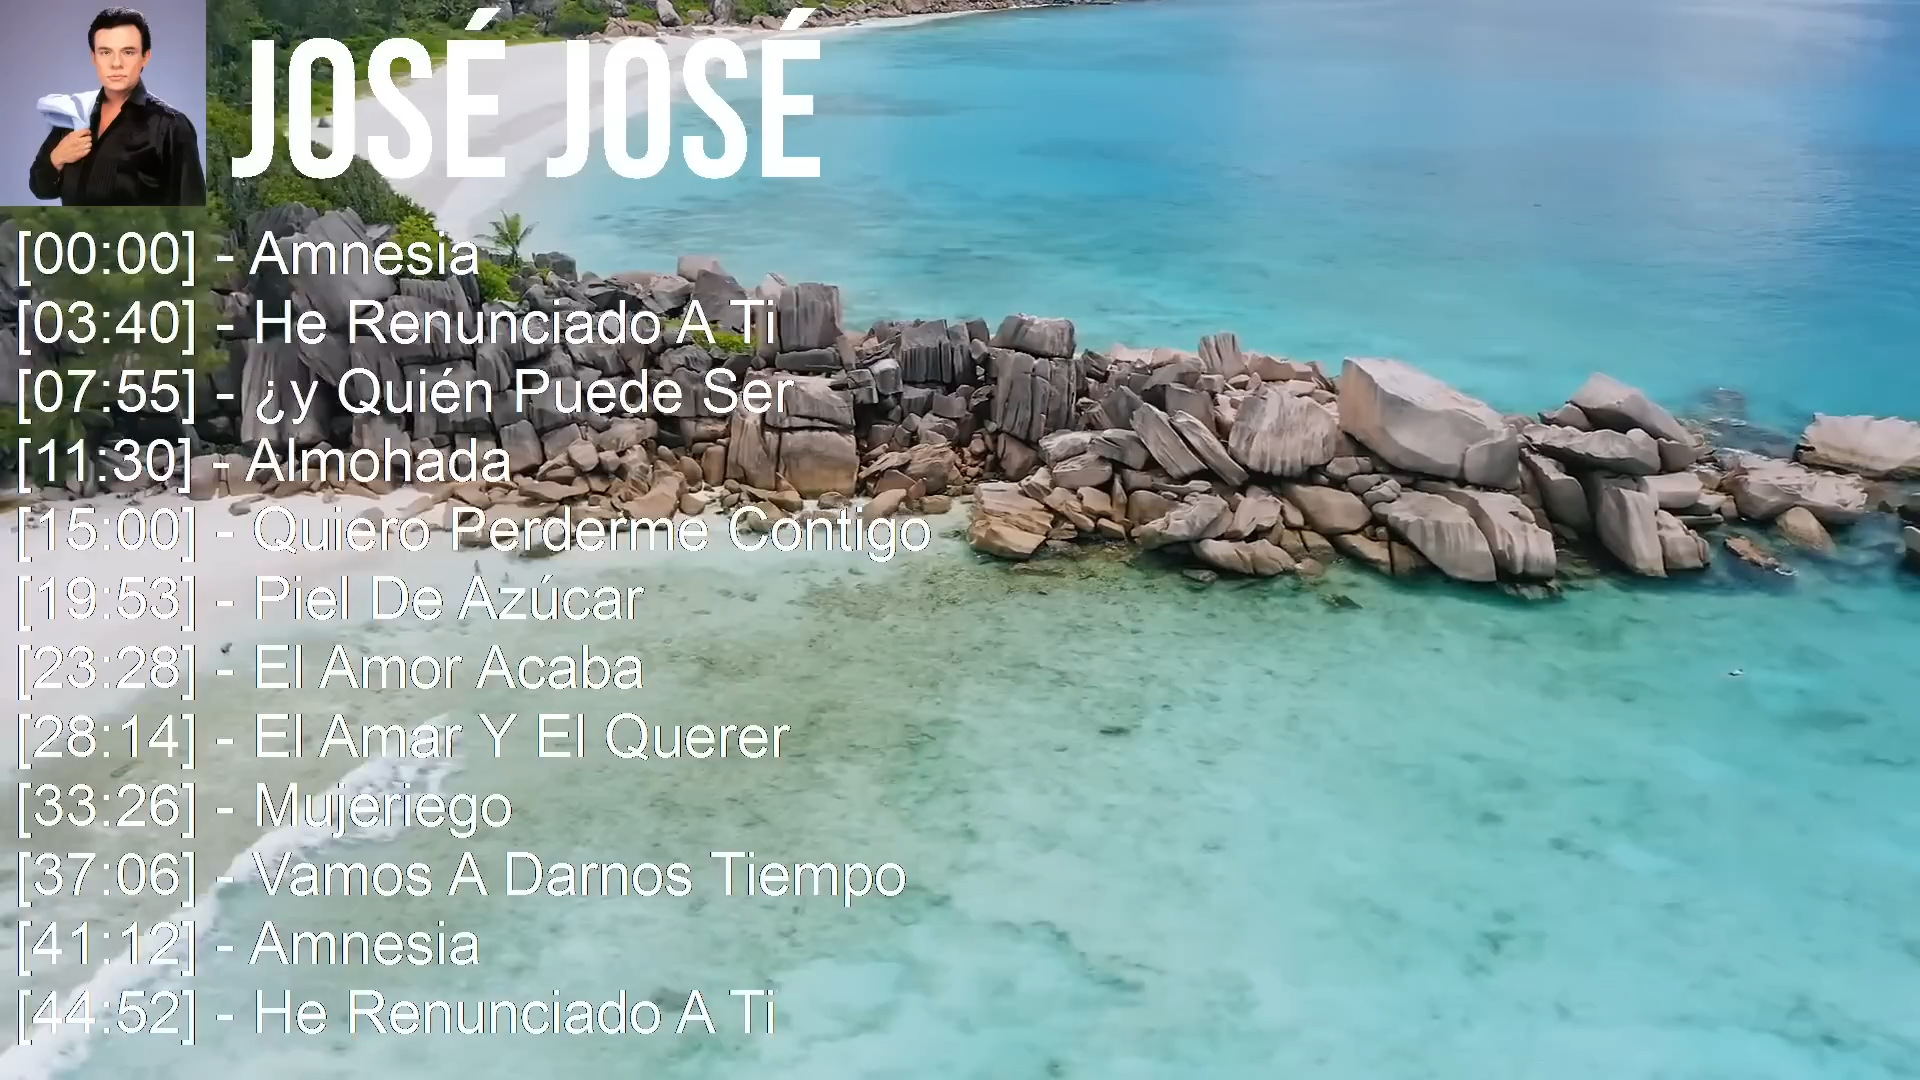 JOSÉ JOSÉ
[00:00] - Amnesia
[03:40] - He Renunciado A Ti
[07:55] - ¿y Quién Puede Ser
[11:30] - Almohada
[15:00] - Quiero Perderme Contigo
[19:53] - Piel De Azúcar
[23:28] - El Amor Acaba
[28:14] - El Amar Y El Querer
[33:26] - Mujeriego
[37:06] - Vamos A Darnos Tiempo
[41:12] - Amnesia
[44:52] - He Renunciado A Ti